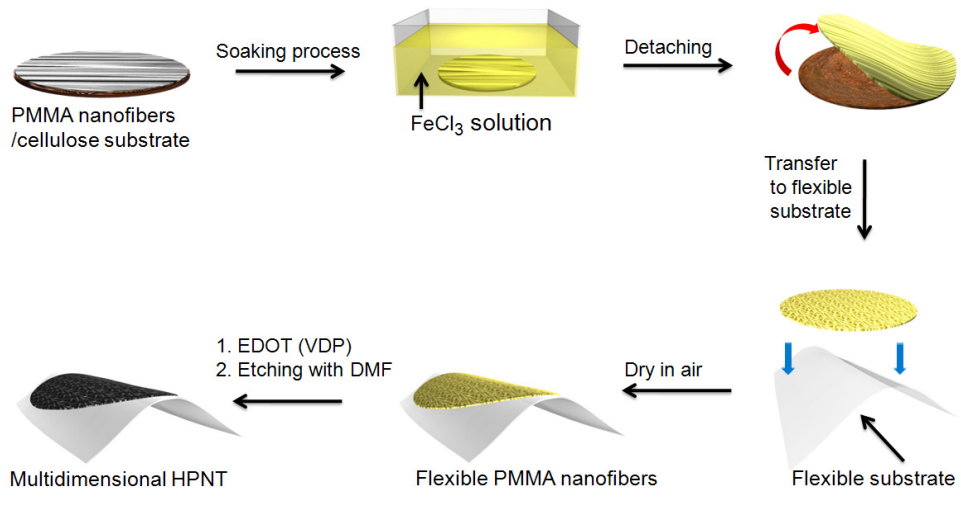 Soaking process
Detaching
PMMA nanofibers
/cellulose substrate
FeCl₃ solution
Transfer
to flexible
substrate
1. EDOT (VDP)
2. Etching with DMF
Dry in air
Multidimensional HPNT
Flexible PMMA nanofibers
Flexible substrate